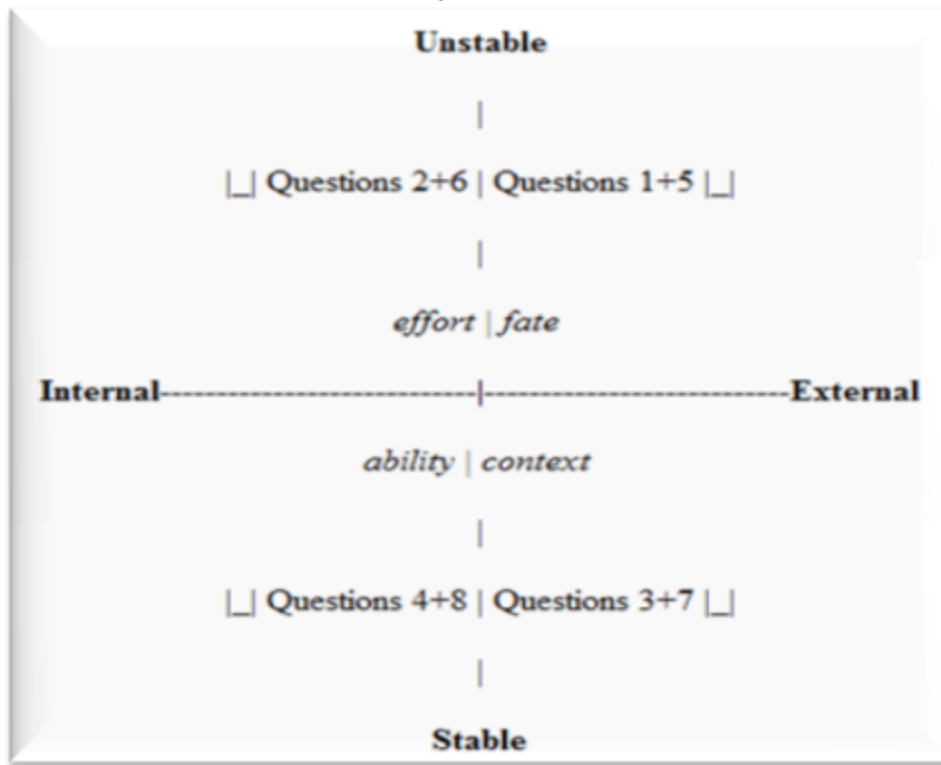 Unstable
|
|_| Questions 2+6 | Questions 1+5 |_|
|
effort | fate
Internal----------------------------|---------------------------External
ability | context
|
|_| Questions 4+8 | Questions 3+7 |_|
|
Stable